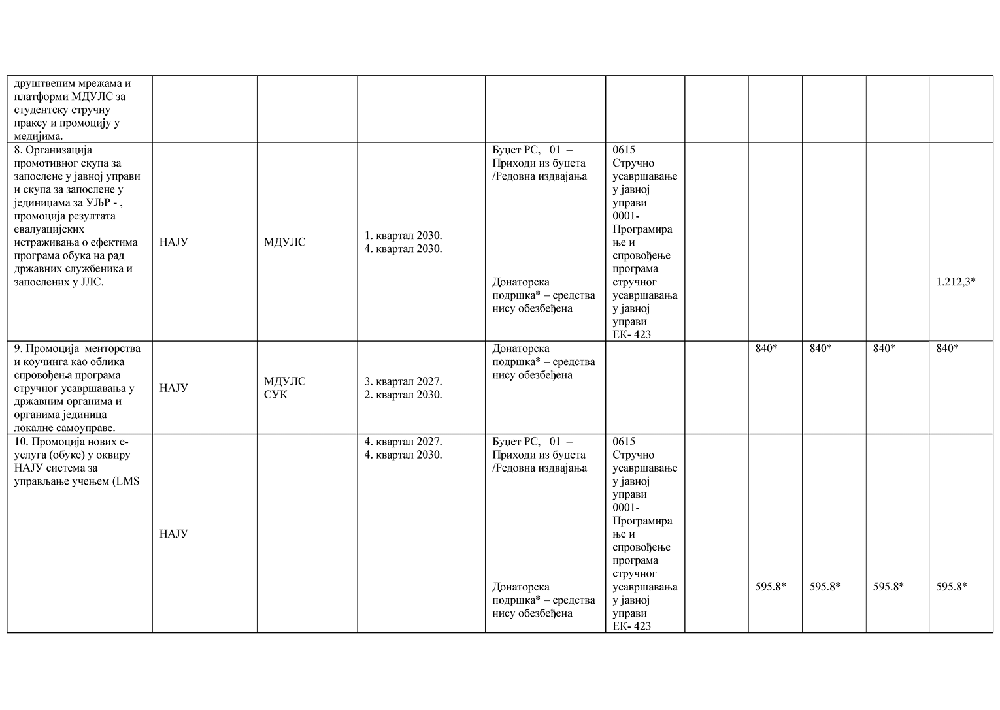 друштвеним мрежама и
платформи МДУЛС за
студентску стручну
праксу и промоцију у
медијима.
8. Организација
промотивног скупа за
запослене у јавној управи
и скупа за запослене у
јединицама за УЉР - ,
промоција резултата
евалуацијских
истраживања о ефектима
програма обука на рад
државних службеника и
запослених у ЈЛС.
НАЈУ
МДУЛС
1. квартал 2030.
4. квартал 2030.
Буџет РС, 01 –
Приходи из буџета
/Редовна издвајања
Донаторска
подршка* – средства
нису обезбеђена
0615
Стручно
усавршавање
у јавној
управи
0001-
Програмира
ње и
спровођење
програма
стручног
усавршавања
у јавној
управи
ЕК- 423
1.212,3*
9. Промоција менторства
и коучинга као облика
спровођења програма
стручног усавршавања у
државним органима и
органима јединица
локалне самоуправе.
НАЈУ
МДУЛС
СУК
3. квартал 2027.
2. квартал 2030.
Донаторска
подршка* – средства
нису обезбеђена
840*
840*
840*
840*
10. Промоција нових е-
услуга (обуке) у оквиру
НАЈУ система за
управљање учењем (LMS
НАЈУ
4. квартал 2027.
4. квартал 2030.
Буџет РС, 01 –
Приходи из буџета
/Редовна издвајања
Донаторска
подршка* – средства
нису обезбеђена
0615
Стручно
усавршавање
у јавној
управи
0001-
Програмира
ње и
спровођење
програма
стручног
усавршавања
у јавној
управи
ЕК- 423
595.8*
595.8*
595.8*
595.8*